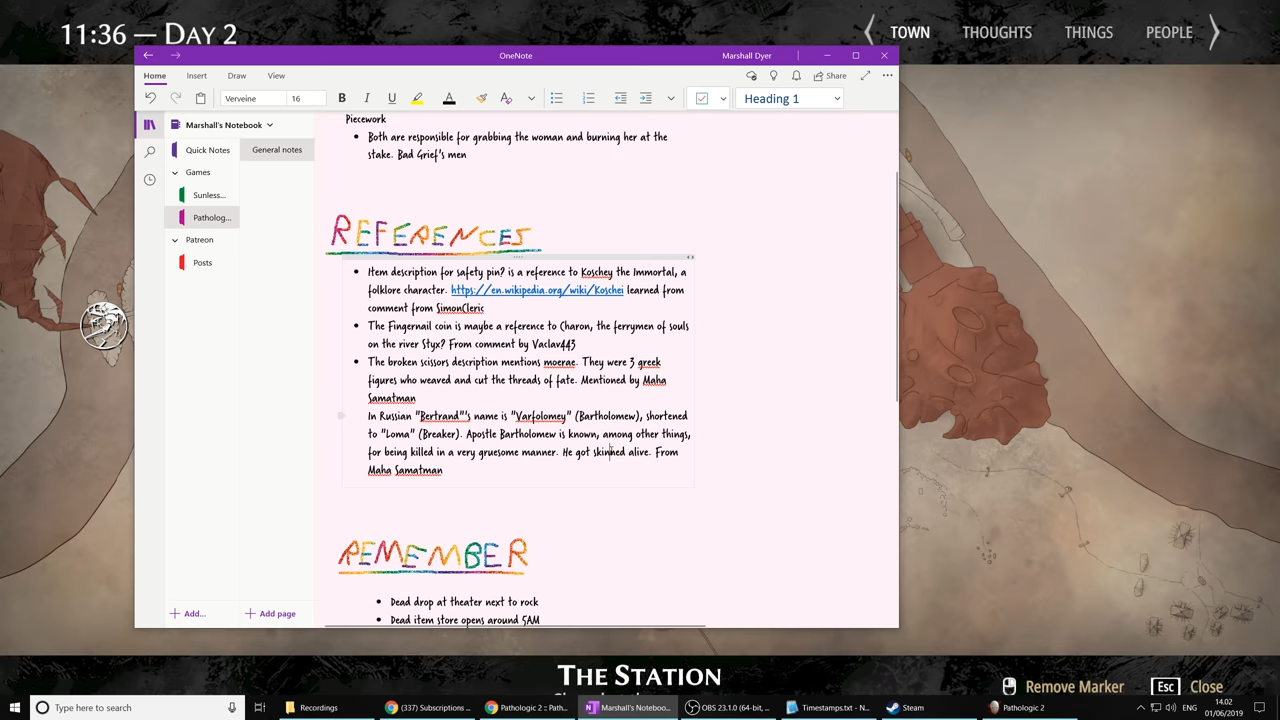 11:36 — Day 2
Town
Thoughts
Things
People
OneNote
Marshall Dyer
Home
Insert
Draw
View
Share
Verveine
16
B
I
U
A
Heading 1
Marshall's Notebook
Quick Notes
Games
Sunless...
Patholog...
Patreon
Posts
Add...
General notes
Add page
Piecework
Both are responsible for grabbing the woman and burning her at the
stake. Bad Grief's men
References
Item description for safety pin? is a reference to Koschey the Immortal, a
folklore character. https://en.wikipedia.org/wiki/Koschei learned from
comment from SimonCleric
The Fingernail coin is maybe a reference to Charon, the ferrymen of souls
on the river Styx? From comment by Vaclav443
The broken scissors description mentions moerae. They were 3 greek
figures who weaved and cut the threads of fate. Mentioned by Maha
Samatman
In Russian "Bertrand"'s name is "Varfolomey" (Bartholomew), shortened
to "Loma" (Breaker). Apostle Bartholomew is known, among other things,
for being killed in a very gruesome manner. He got skinned alive. From
Maha Samatman
REMEMBER
Dead drop at theater next to rock
Dead item store opens around 5AM
The Station
Remove Marker
Esc
Close
Type here to search
Recordings
(337) Subscriptions ...
Pathologic 2 :: Path...
Marshall's Noteboo...
OBS 23.1.0 (64-bit, ...
Timestamps.txt - N...
Steam
Pathologic 2
ENG
14.02
01/06/2019